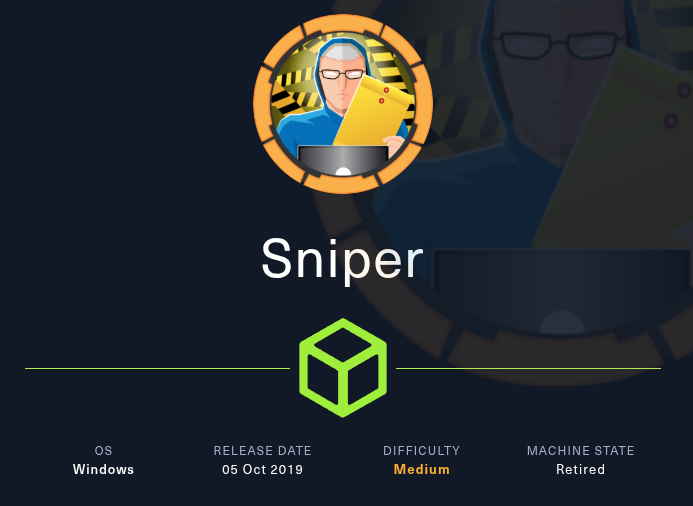 Sniper
OS RELEASE DATE DIFFICULTY MACHINE STATE
Windows 05 Oct 2019 Medium Retired